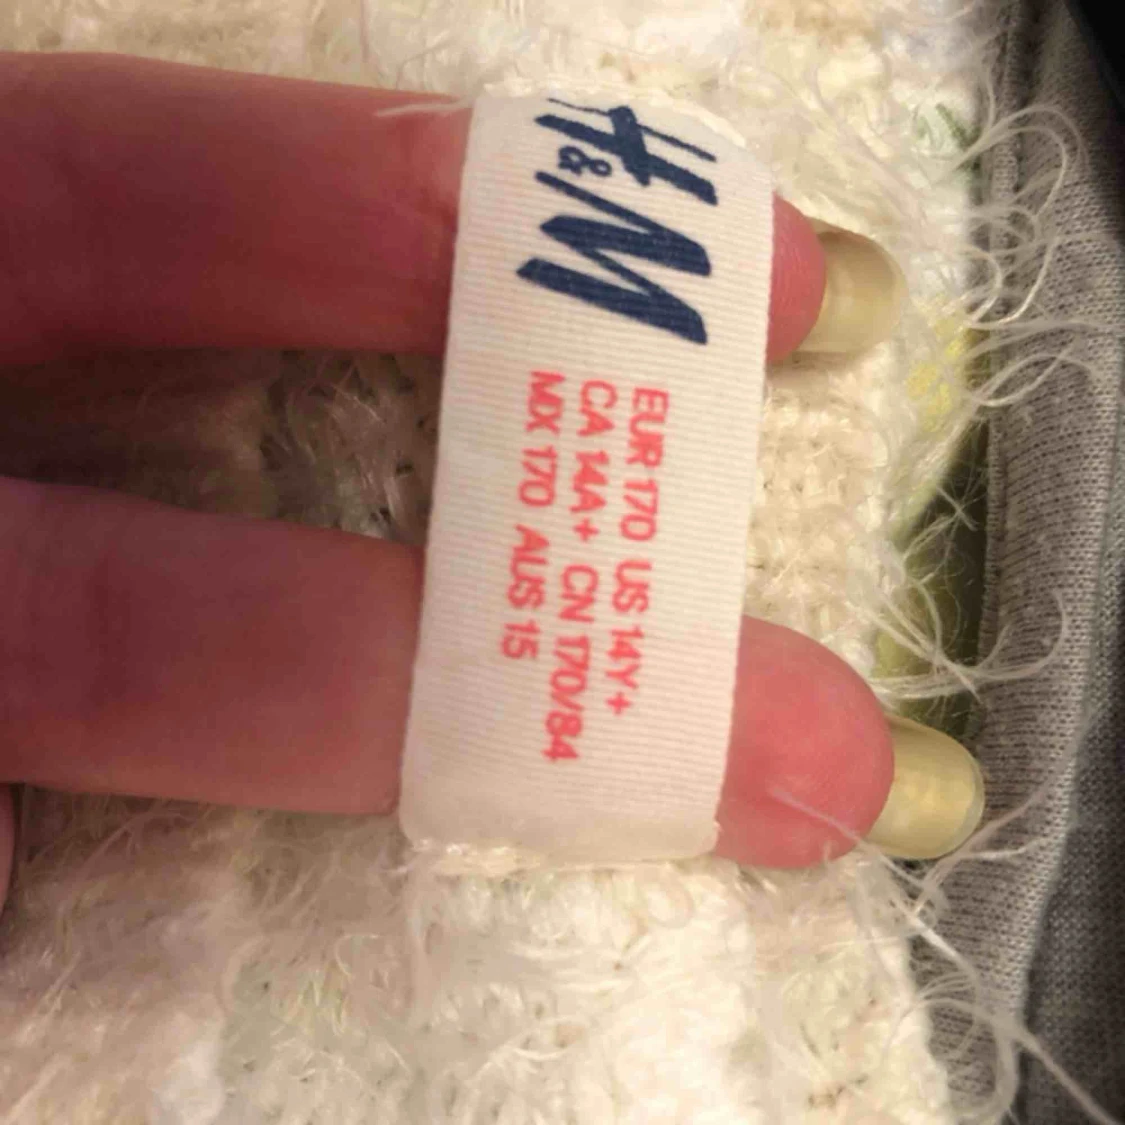 H&M
EUR 170 US 14Y+
CA 14A+ CN 170/84
MX 170 AUS 15